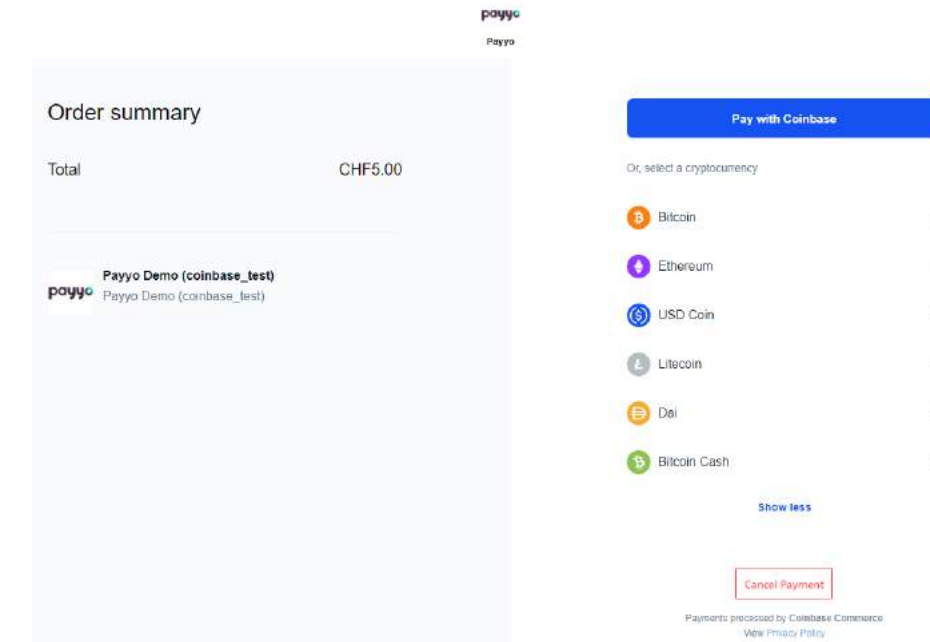 payyo
Payyo
Order summary
Total CHF5.00
payyo
Payyo Demo (coinbase_test)
Payyo Demo (coinbase_test)
Pay with Coinbase
Or, select a cryptocurrency
Bitcoin
Ethereum
USD Coin
Litecoin
Dai
Bitcoin Cash
Show less
Cancel Payment
Payments processed by Coinbase Commerce
View Privacy Policy